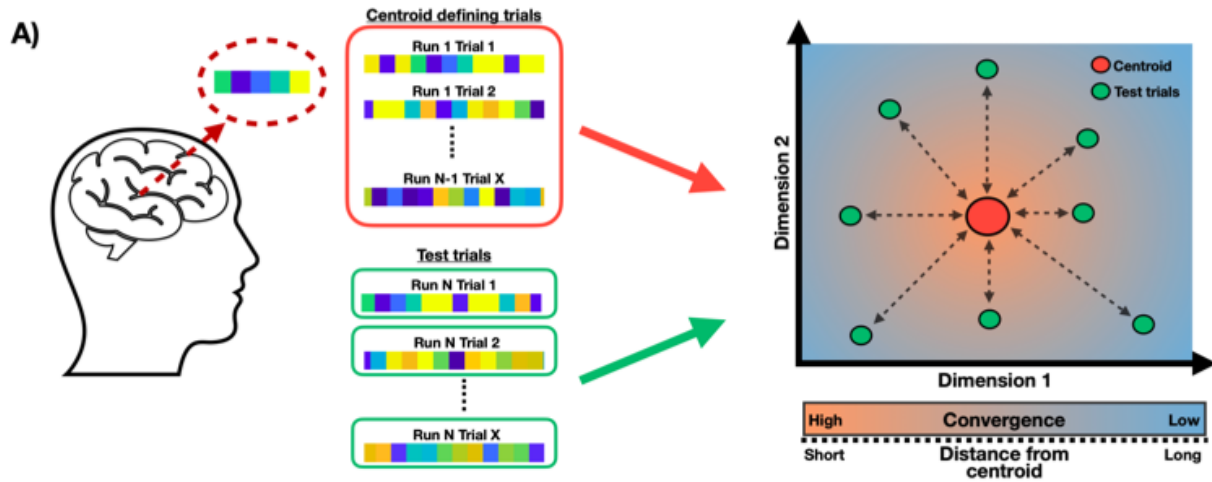 A)
Centroid defining trials
Run 1 Trial 1
Run 1 Trial 2
Run N-1 Trial X
Test trials
Run N Trial 1
Run N Trial 2
Run N Trial X
Centroid
Test trials
Dimension 2
Dimension 1
High Convergence Low
Short Distance from Long
centroid